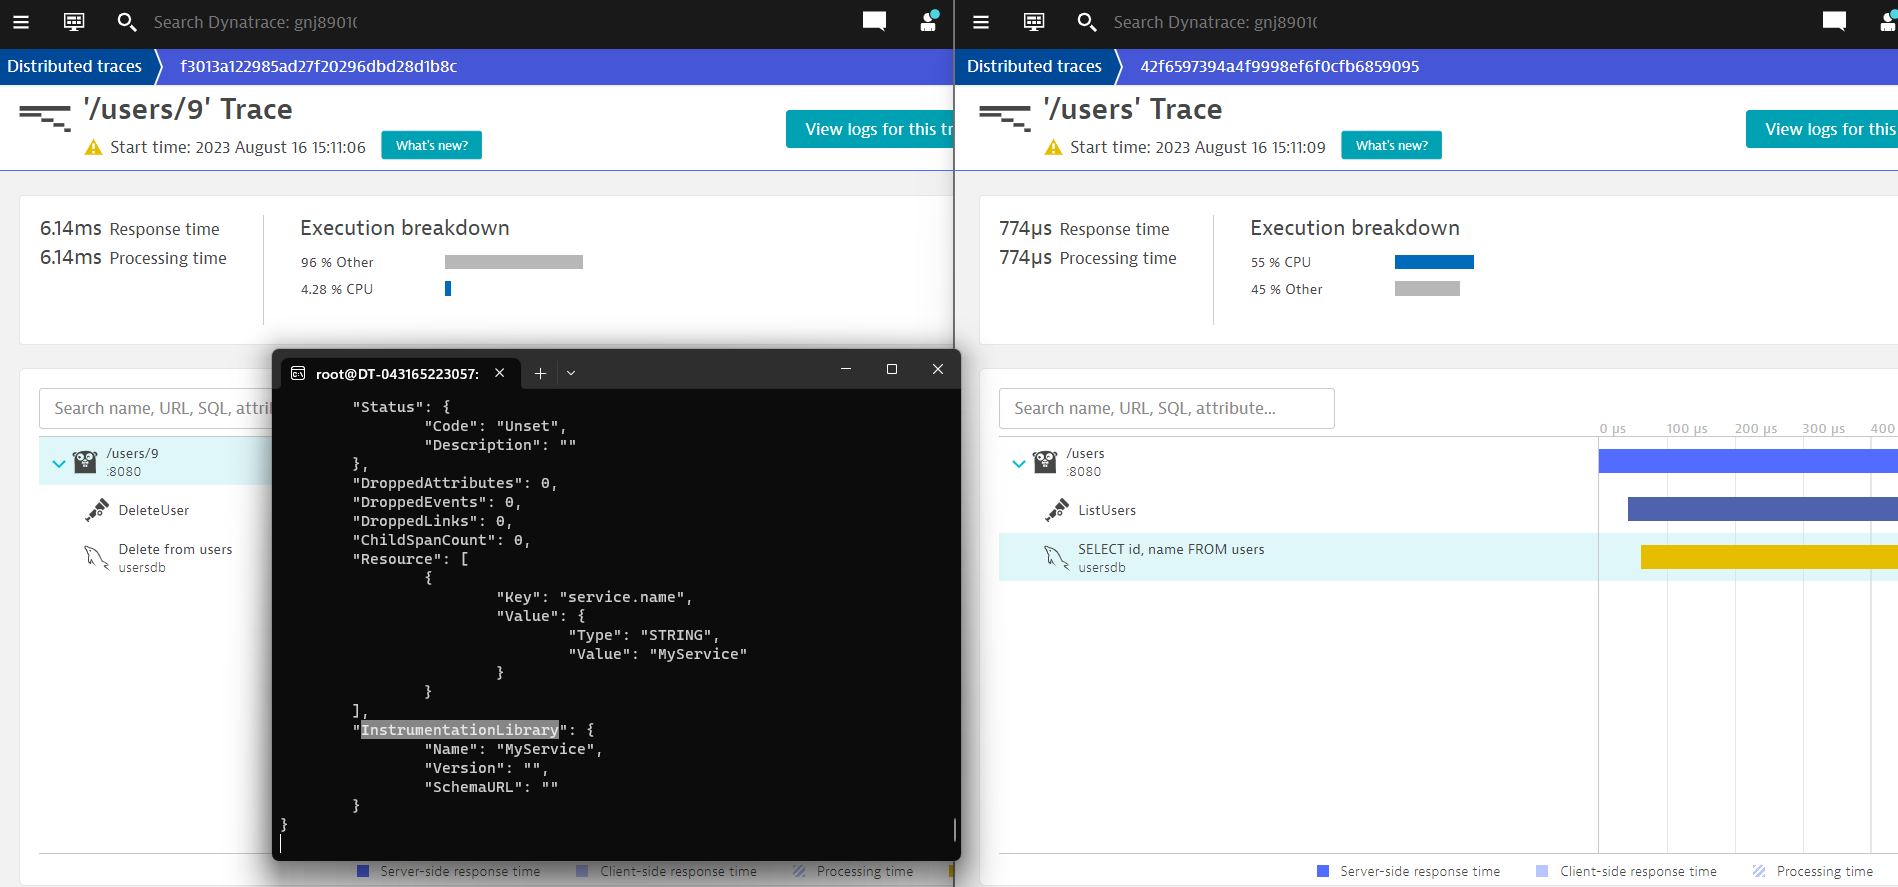 Search Dynatrace: gnj8901
Distributed traces
f3013a122985ad27f20296dbd28d1b8c
'/users/9' Trace
Start time: 2023 August 16 15:11:06
What's new?
View logs for this tr
6.14ms Response time
6.14ms Processing time
Execution breakdown
96 % Other
4.28 % CPU
Search name, URL, SQL, attri
/users/9
:8080
DeleteUser
Delete from users
usersdb
Server-side response time
Client-side response time
Processing time
root@DT-043165223057:
"Status": {
"Code": "Unset",
"Description": ""
},
"DroppedAttributes": 0,
"DroppedEvents": 0,
"DroppedLinks": 0,
"ChildSpanCount": 0,
"Resource": [
{
"Key": "service.name",
"Value": {
"Type": "STRING",
"Value": "MyService"
}
}
],
"InstrumentationLibrary": {
"Name": "MyService",
"Version": "",
"SchemaURL": ""
}
}
Search Dynatrace: gnj8901
Distributed traces
42f6597394a4f9998ef6f0cfb6859095
'/users' Trace
Start time: 2023 August 16 15:11:09
What's new?
View logs for this
774µs Response time
774µs Processing time
Execution breakdown
55 % CPU
45 % Other
Search name, URL, SQL, attribute...
0 µs 100 µs 200 µs 300 µs 400
/users
:8080
ListUsers
SELECT id, name FROM users
usersdb
Server-side response time
Client-side response time
Processing time